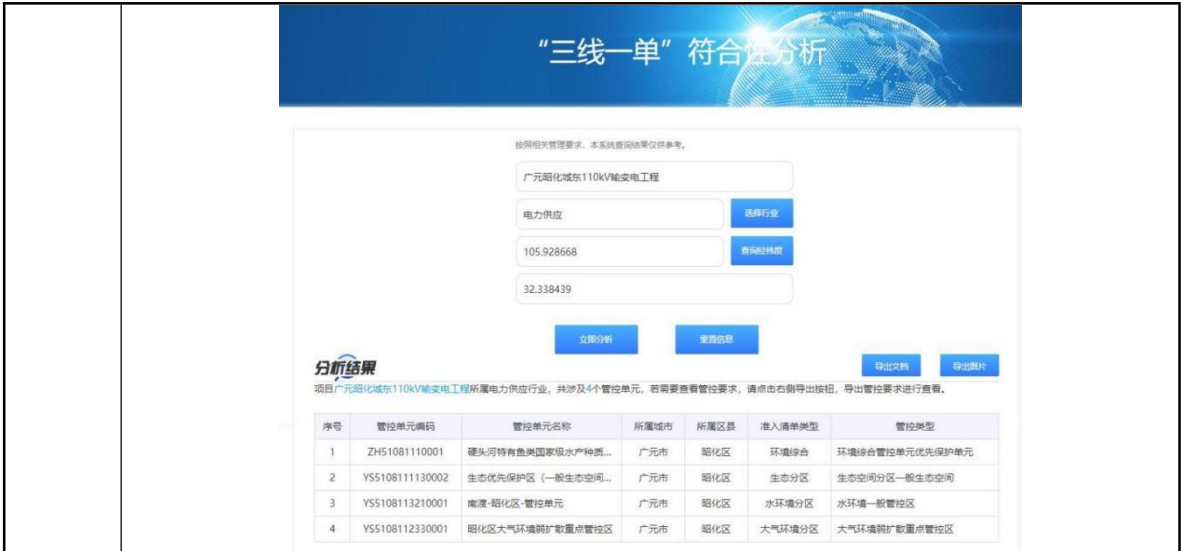 “三线一单”符合性分析
按照相关管理要求，本系统查询结果仅供参考。
广元昭化城东110kV输变电工程
电力供应 选择行业
105.928668 查询经纬度
32.338439
立即分析 重置信息
分析结果 导出文档 导出图片
项目广元昭化城东110kV输变电工程所属电力供应行业，共涉及4个管控单元，若需要查看管控要求，请点击右侧导出按钮，导出管控要求进行查看。
序号 管控单元编码 管控单元名称 所属城市 所属区县 准入清单类型 管控类型
1 ZH51081110001 硬头河特有鱼类国家级水产种质... 广元市 昭化区 环境综合 环境综合管控单元优先保护单元
2 YS5108111130002 生态优先保护区（一般生态空间... 广元市 昭化区 生态分区 生态空间分区一般生态空间
3 YS5108113210001 南渡-昭化区-管控单元 广元市 昭化区 水环境分区 水环境一般管控区
4 YS5108112330001 昭化区大气环境弱扩散重点管控区 广元市 昭化区 大气环境分区 大气环境弱扩散重点管控区